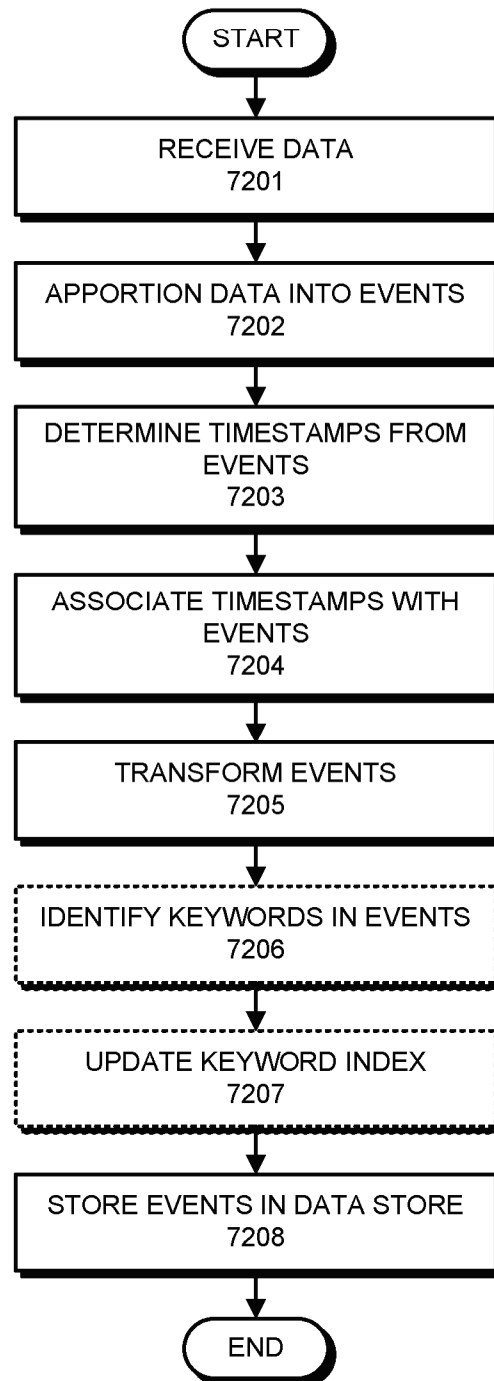 START
RECEIVE DATA
7201
APPORTION DATA INTO EVENTS
7202
DETERMINE TIMESTAMPS FROM
EVENTS
7203
ASSOCIATE TIMESTAMPS WITH
EVENTS
7204
TRANSFORM EVENTS
7205
IDENTIFY KEYWORDS IN EVENTS
7206
UPDATE KEYWORD INDEX
7207
STORE EVENTS IN DATA STORE
7208
END